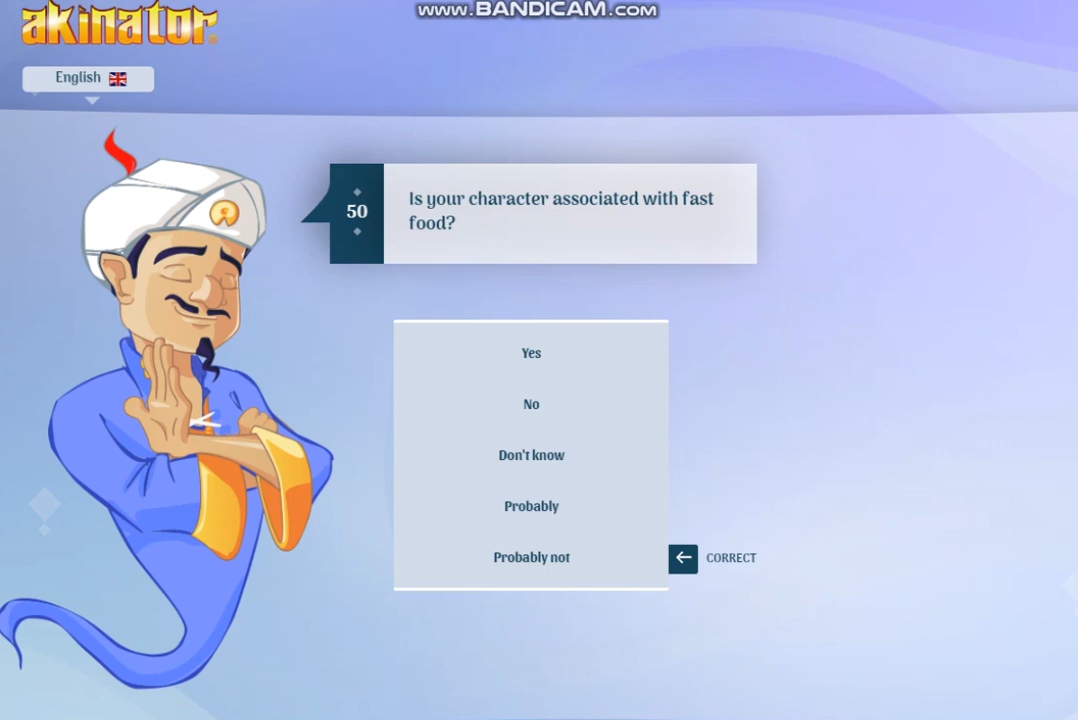 www.BANDICAM.com
akinator
English
50
Is your character associated with fast
food?
Yes
No
Don't know
Probably
Probably not
CORRECT